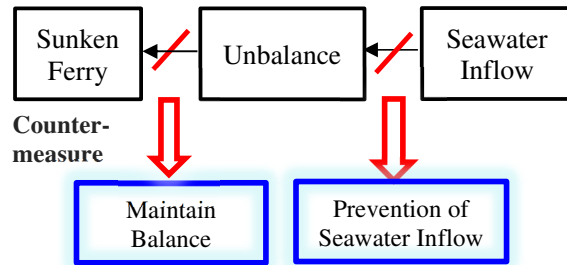 Sunken
Ferry
Unbalance
Seawater
Inflow
Counter-
measure
Maintain
Balance
Prevention of
Seawater Inflow